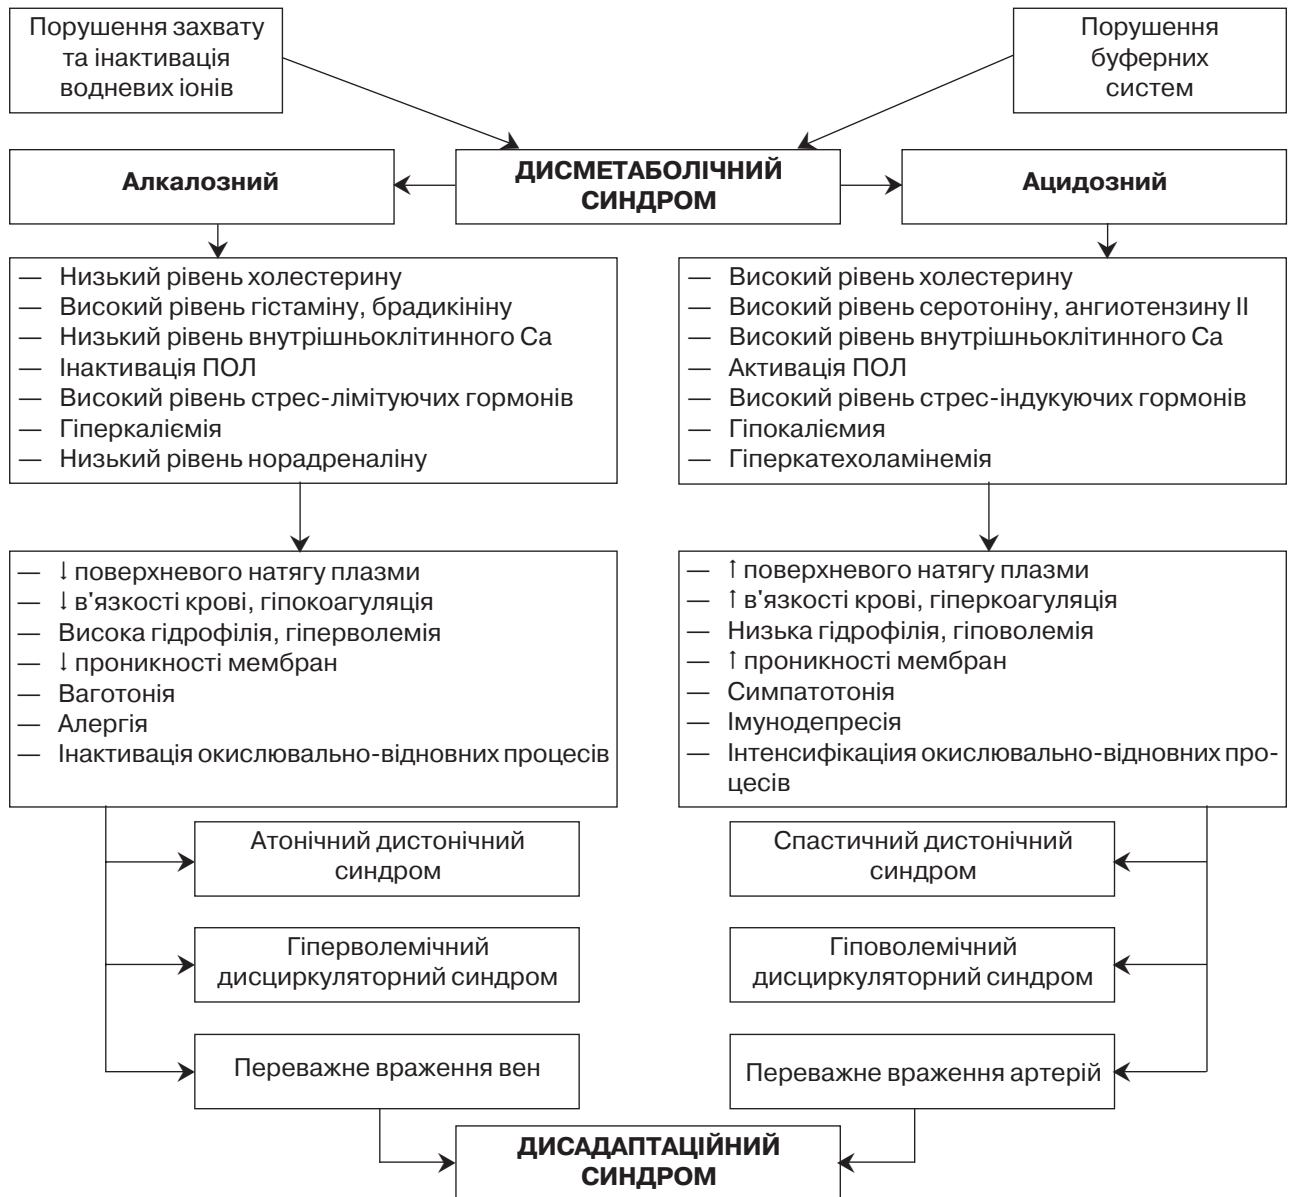 Порушення захвату
та інактивація
водневих іонів
Порушення
буферних
систем
ДИСМЕТАБОЛІЧНИЙ
СИНДРОМ
Алкалозний
Ацидозний
— Низький рівень холестерину
— Високий рівень гістаміну, брадикініну
— Низький рівень внутрішньоклітинного Ca
— Інактивація ПОЛ
— Високий рівень стрес-лімітуючих гормонів
— Гіперкаліємія
— Низький рівень норадреналіну
— Високий рівень холестерину
— Високий рівень серотоніну, ангиотензину II
— Високий рівень внутрішньоклітинного Ca
— Активація ПОЛ
— Високий рівень стрес-індукуючих гормонів
— Гіпокаліємия
— Гіперкатехоламінемія
— ↓ поверхневого натягу плазми
— ↓ в'язкості крові, гіпокоагуляція
— Висока гідрофілія, гіперволемія
— ↓ проникності мембран
— Ваготонія
— Алергія
— Інактивація окислювально-відновних процесів
— ↑ поверхневого натягу плазми
— ↑ в'язкості крові, гіперкоагуляція
— Низька гідрофілія, гіповолемія
— ↑ проникності мембран
— Симпатотонія
— Імунодепресія
— Інтенсифікаціия окислювально-відновних про-
цесів
Атонічний дистонічний
синдром
Спастичний дистонічний
синдром
Гіперволемічний
дисциркуляторний синдром
Гіповолемічний
дисциркуляторний синдром
Переважне враження вен
Переважне враження артерій
ДИСАДАПТАЦІЙНИЙ
СИНДРОМ